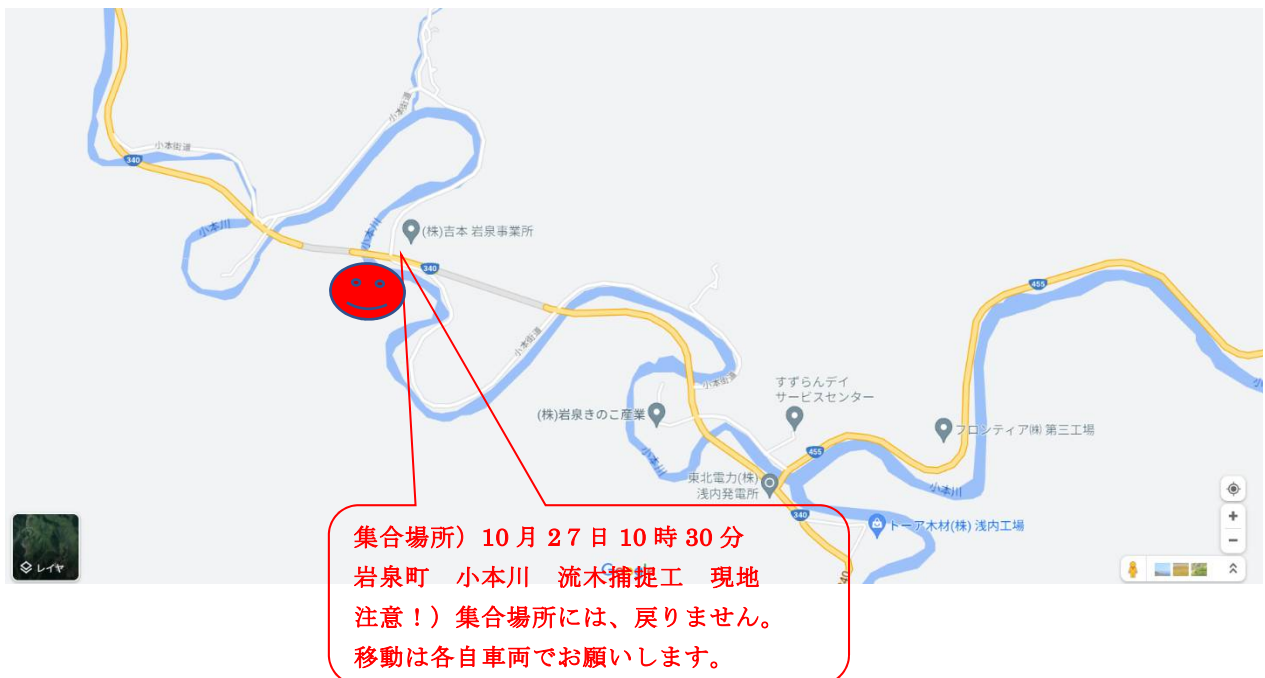 小本街道
小本街道
340
小本川
小本川
(株)吉本 岩泉事業所
340
455
小本街道
小本街道
すずらんデイ
サービスセンター
(株)岩泉きのこ産業
フロンティア㈱ 第三工場
455
小本川
東北電力(株)
浅内発電所
小本川
340
トーア木材(株) 浅内工場
レイヤ
集合場所）10月27日10時30分
岩泉町　小本川　流木捕捉工　現地
注意！）集合場所には、戻りません。
移動は各自車両でお願いします。